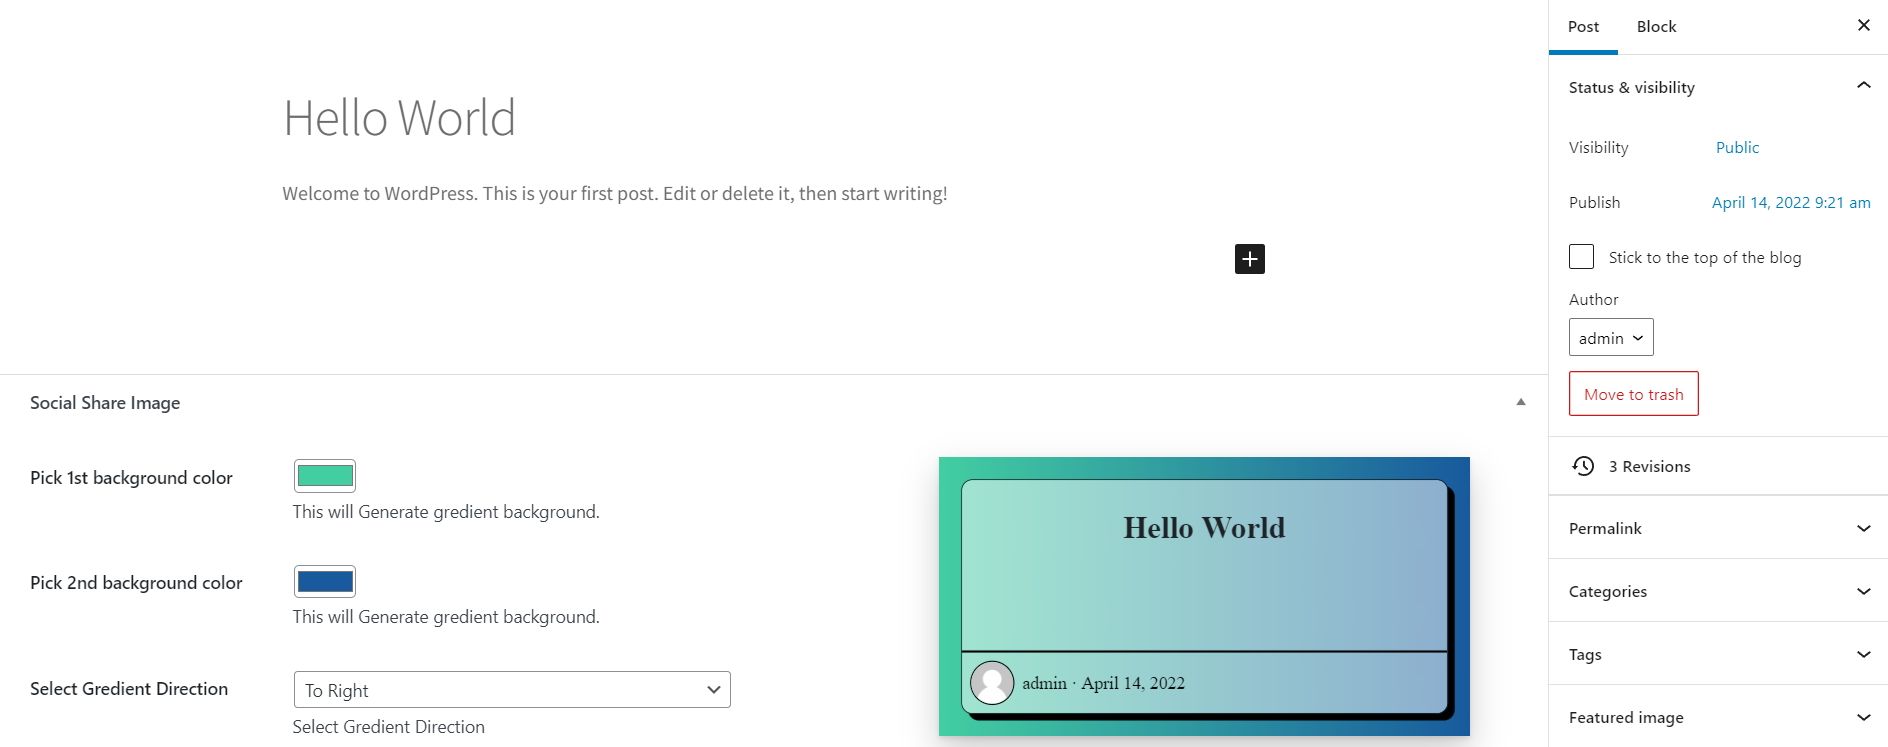 Hello World
Welcome to WordPress. This is your first post. Edit or delete it, then start writing!
Social Share Image
Pick 1st background color
This will Generate gredient background.
Pick 2nd background color
This will Generate gredient background.
Select Gredient Direction
To Right
Select Gredient Direction
Hello World
admin · April 14, 2022
Post Block
Status & visibility
Visibility Public
Publish April 14, 2022 9:21 am
Stick to the top of the blog
Author
admin
Move to trash
3 Revisions
Permalink
Categories
Tags
Featured image